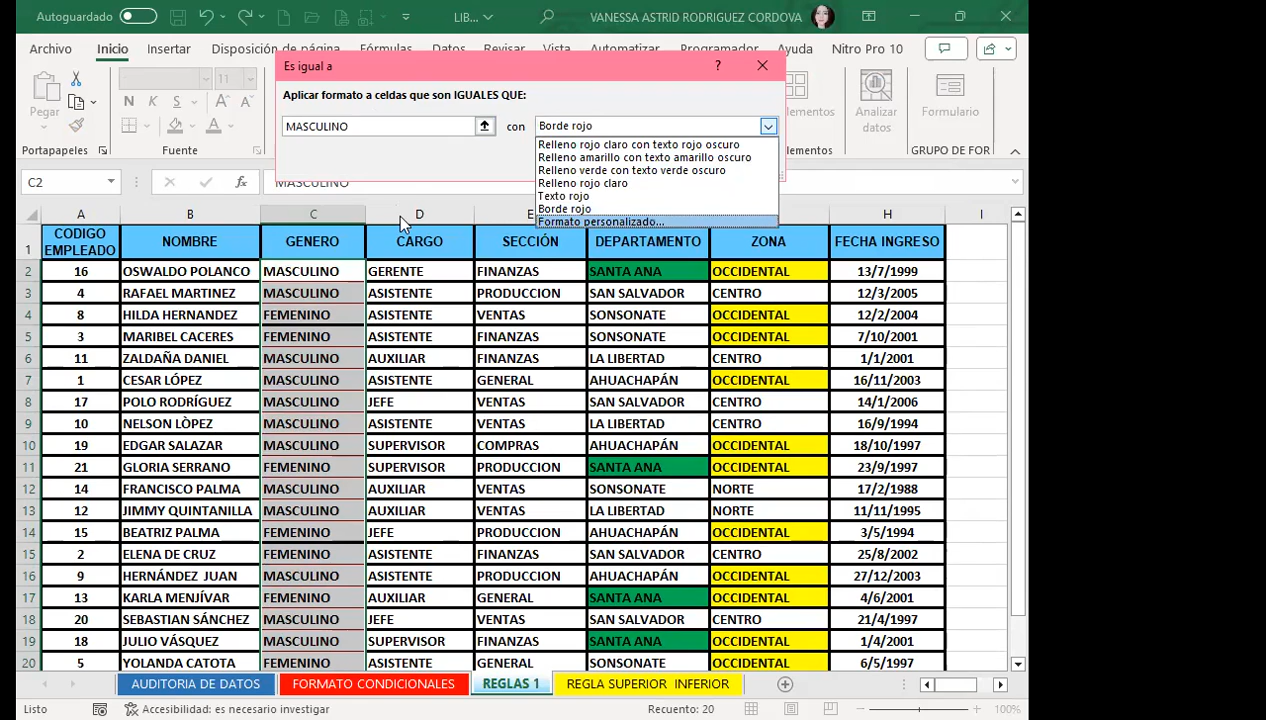 Autoguardado LIB... VANESSA ASTRID RODRIGUEZ CORDOVA
Archivo Inicio Insertar Disposición de página Fórmulas Datos Revisar Vista Automatizar Programador Ayuda Nitro Pro 10
Es igual a ?
Aplicar formato a celdas que son IGUALES QUE:
MASCULINO con Borde rojo
Relleno rojo claro con texto rojo oscuro
Relleno amarillo con texto amarillo oscuro
Relleno verde con texto verde oscuro
Relleno rojo claro
Texto rojo
Borde rojo
Formato personalizado...
Pegar
11
N K S
Analizar datos
Formulario
Portapapeles Fuente GRUPO DE FOR
C2 fx MASCULINO
A B C D E H I
1 CODIGO EMPLEADO NOMBRE GENERO CARGO SECCIÓN DEPARTAMENTO ZONA FECHA INGRESO
2 16 OSWALDO POLANCO MASCULINO GERENTE FINANZAS SANTA ANA OCCIDENTAL 13/7/1999
3 4 RAFAEL MARTINEZ MASCULINO ASISTENTE PRODUCCION SAN SALVADOR CENTRO 12/3/2005
4 8 HILDA HERNANDEZ FEMENINO ASISTENTE VENTAS SONSONATE OCCIDENTAL 12/2/2004
5 3 MARIBEL CACERES FEMENINO ASISTENTE FINANZAS SONSONATE OCCIDENTAL 7/10/2001
6 11 ZALDAÑA DANIEL MASCULINO AUXILIAR FINANZAS LA LIBERTAD CENTRO 1/1/2001
7 1 CESAR LÓPEZ MASCULINO ASISTENTE GENERAL AHUACHAPÁN OCCIDENTAL 16/11/2003
8 17 POLO RODRÍGUEZ MASCULINO JEFE VENTAS SAN SALVADOR CENTRO 14/1/2006
9 10 NELSON LÒPEZ MASCULINO ASISTENTE VENTAS LA LIBERTAD CENTRO 16/9/1994
10 19 EDGAR SALAZAR MASCULINO SUPERVISOR COMPRAS AHUACHAPÁN OCCIDENTAL 18/10/1997
11 21 GLORIA SERRANO FEMENINO SUPERVISOR PRODUCCION SANTA ANA OCCIDENTAL 23/9/1997
12 14 FRANCISCO PALMA MASCULINO AUXILIAR VENTAS SONSONATE NORTE 17/2/1988
13 12 JIMMY QUINTANILLA MASCULINO AUXILIAR VENTAS LA LIBERTAD NORTE 11/11/1995
14 15 BEATRIZ PALMA FEMENINO JEFE PRODUCCION AHUACHAPÁN OCCIDENTAL 3/5/1994
15 2 ELENA DE CRUZ FEMENINO ASISTENTE VENTAS SAN SALVADOR CENTRO 25/8/2002
16 9 HERNÁNDEZ JUAN MASCULINO ASISTENTE PRODUCCION AHUACHAPÁN OCCIDENTAL 27/12/2003
17 13 KARLA MENJÍVAR FEMENINO AUXILIAR GENERAL SANTA ANA OCCIDENTAL 4/6/2001
18 20 SEBASTIAN SÁNCHEZ MASCULINO JEFE VENTAS SAN SALVADOR CENTRO 21/4/1997
19 18 JULIO VÁSQUEZ MASCULINO SUPERVISOR FINANZAS SANTA ANA OCCIDENTAL 1/4/2001
20 5 YOLANDA CATOTA FEMENINO ASISTENTE GENERAL SONSONATE OCCIDENTAL 6/5/1997
AUDITORIA DE DATOS FORMATO CONDICIONALES REGLAS 1 REGLA SUPERIOR INFERIOR
Listo Accesibilidad: es necesario investigar Recuento: 20 100%